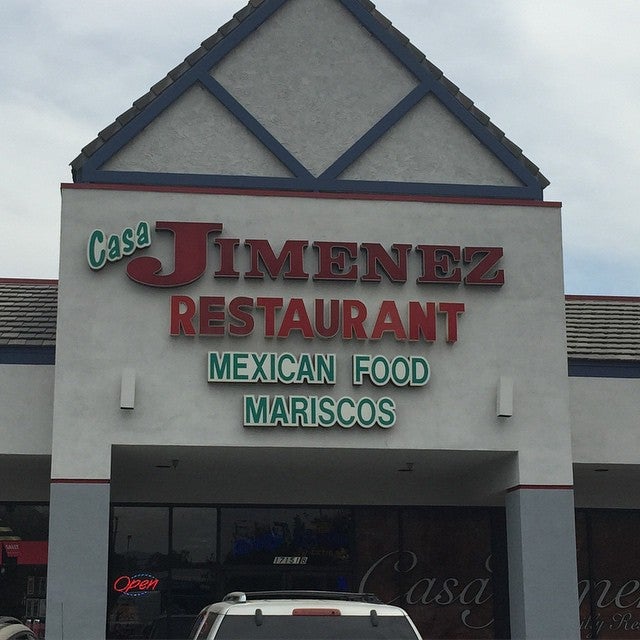 Casa JIMENEZ
RESTAURANT
MEXICAN FOOD
MARISCOS
Open
Casa